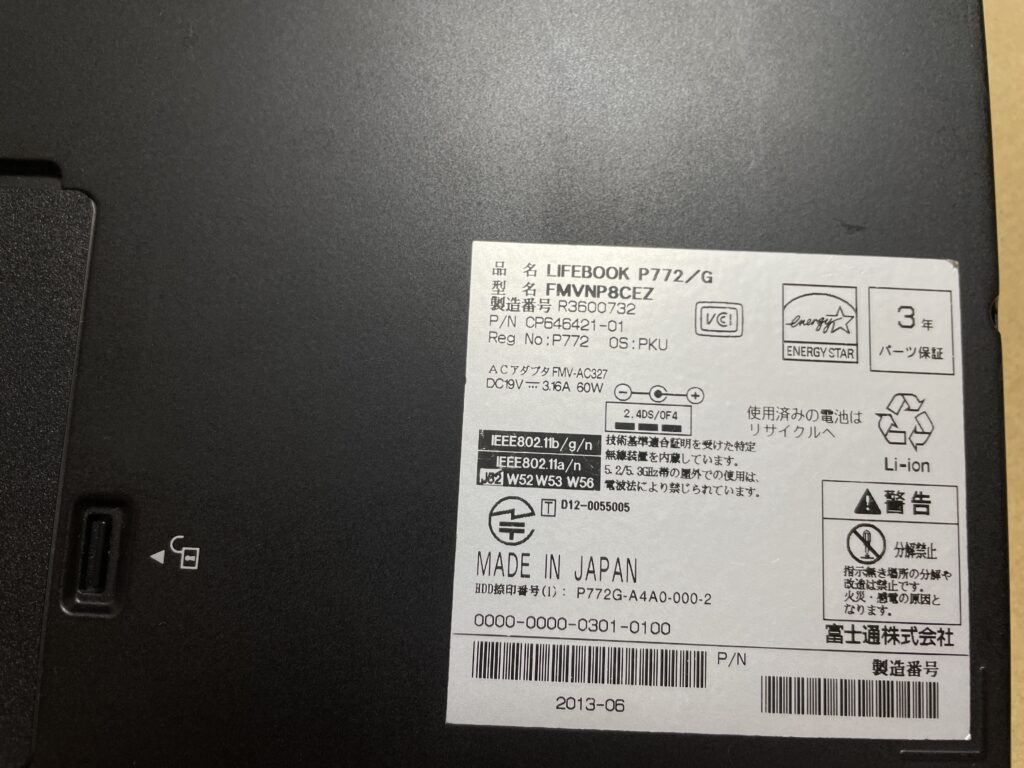 品 名 LIFEBOOK P772/G
型 名 FMVNP8CEZ
製造番号 R3600732
P/N CP646421-01
Reg No:P772 OS:PKU
VCI
energy
ENERGY STAR
3年
パーツ保証
ACアダプタ FMV-AC327
DC19V 3.16A 60W
2.4DS/OF4
使用済みの電池は
リサイクルへ
Li-ion
IEEE802.11b/g/n
IEEE802.11a/n
J52 W52 W53 W56
技術基準適合証明を受けた特定
無線装置を内蔵しています。
5.2/5.3GHz帯の屋外での使用は、
電波法により禁じられています。
T D12-0055005
MADE IN JAPAN
HDD捺印番号(1): P772G-A4A0-000-2
0000-0000-0301-0100
警告
分解禁止
指示無き場所の分解や
改造は禁止です。
火災・感電の原因と
なります。
富士通株式会社
P/N
製造番号
2013-06